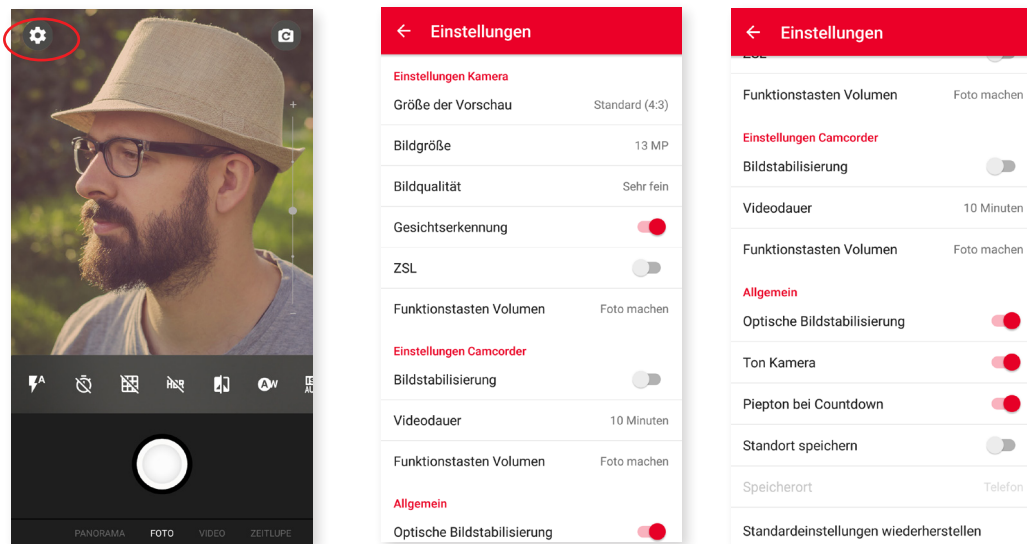 A
HDR
AW
PANORAMA FOTO VIDEO ZEITLUPE
Einstellungen
Einstellungen Kamera
Größe der Vorschau Standard (4:3)
Bildgröße 13 MP
Bildqualität Sehr fein
Gesichtserkennung
ZSL
Funktionstasten Volumen Foto machen
Einstellungen Camcorder
Bildstabilisierung
Videodauer 10 Minuten
Funktionstasten Volumen Foto machen
Allgemein
Optische Bildstabilisierung
Einstellungen
ZSL
Funktionstasten Volumen Foto machen
Einstellungen Camcorder
Bildstabilisierung
Videodauer 10 Minuten
Funktionstasten Volumen Foto machen
Allgemein
Optische Bildstabilisierung
Ton Kamera
Piepton bei Countdown
Standort speichern
Speicherort Telefon
Standardeinstellungen wiederherstellen